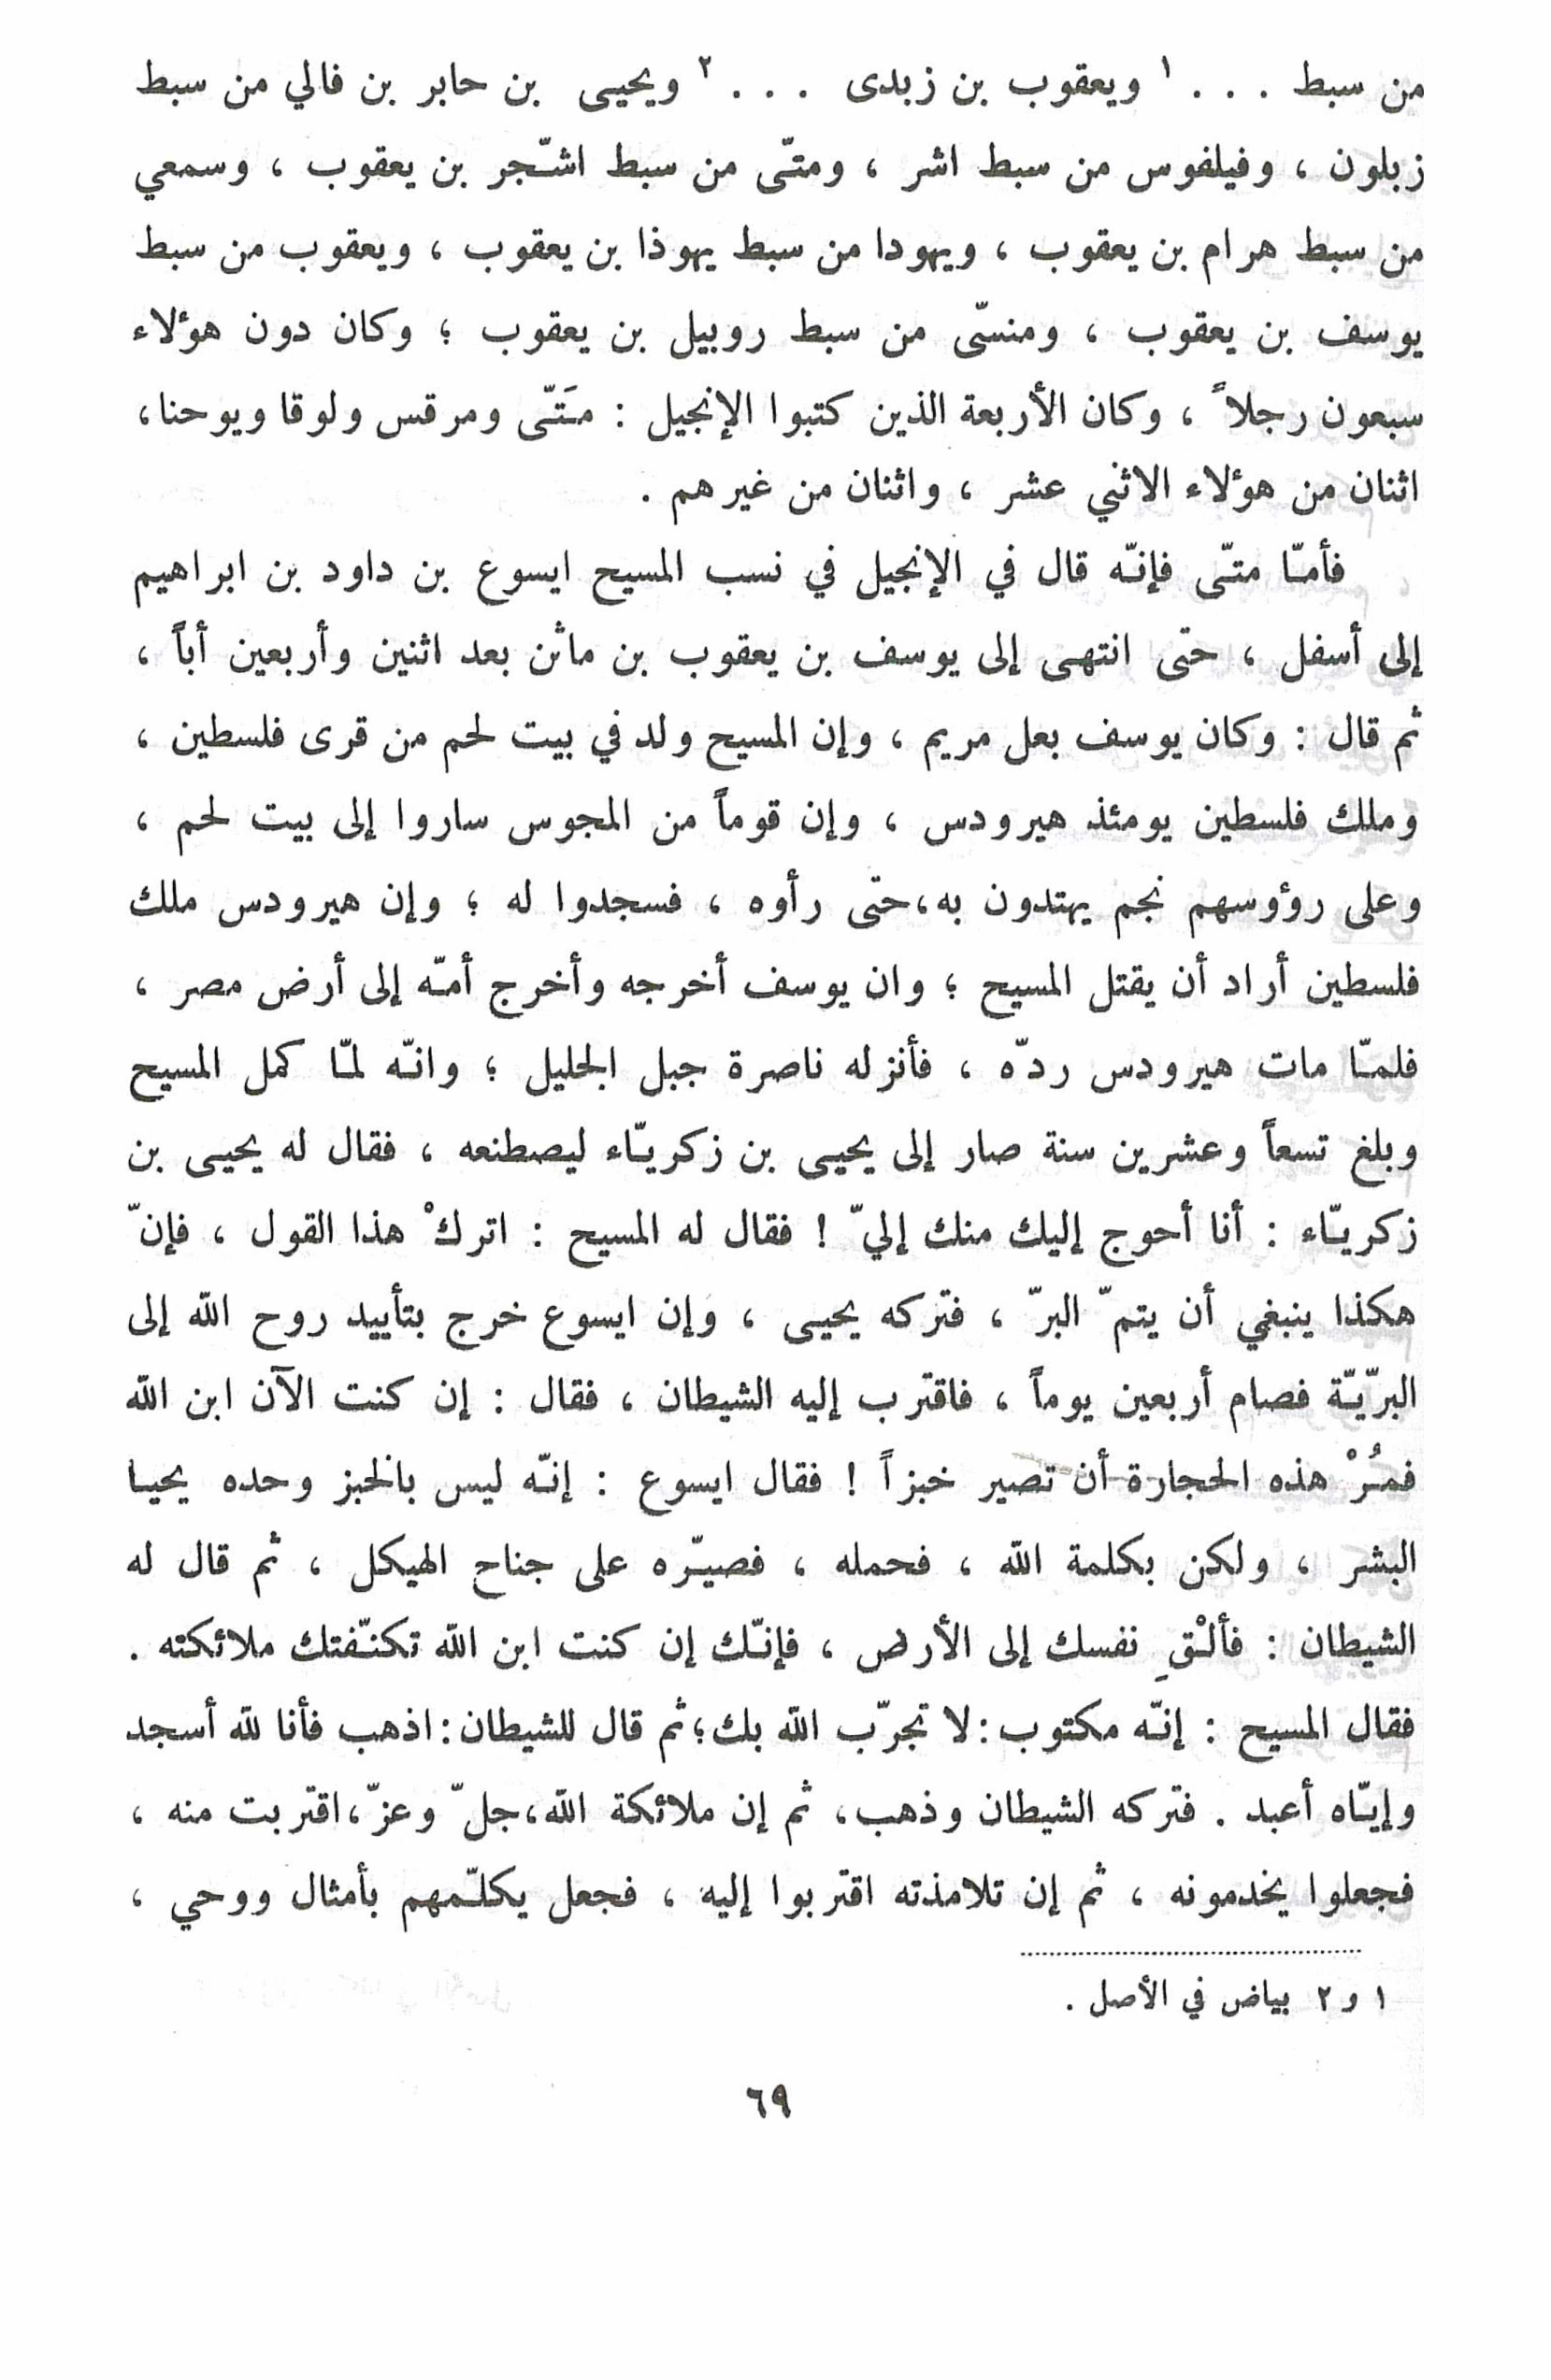 من سبط . . . ١ ويعقوب بن زبدى . . . ٢ ويحيى بن حابر بن فالي من سبط
زبلون ، وفيلفوس من سبط اشر ، ومتّى من سبط اشّجر بن يعقوب ، وسمعي
من سبط هرام بن يعقوب ، ويهودا من سبط يهوذا بن يعقوب ، ويعقوب من سبط
يوسف بن يعقوب ، ومنسّى من سبط روبيل بن يعقوب ؛ وكان دون هؤلاء
سبعون رجلاً ، وكان الأربعة الذين كتبوا الإنجيل : مَتّى ومرقس ولوقا ويوحنا،
اثنان من هؤلاء الاثني عشر ، واثنان من غيرهم .
فأمّا متّى فإنّه قال في الإنجيل في نسب المسيح ايسوع بن داود بن ابراهيم
إلى أسفل ، حتى انتهى إلى يوسف بن يعقوب بن ماثن بعد اثنين وأربعين أباً ،
ثم قال : وكان يوسف بعل مريم ، وإن المسيح ولد في بيت لحم من قرى فلسطين ،
وملك فلسطين يومئذ هيرودس ، وإن قوماً من المجوس ساروا إلى بيت لحم ،
وعلى رؤوسهم نجم يهتدون به، حتى رأوه ، فسجدوا له ؛ وإن هيرودس ملك
فلسطين أراد أن يقتل المسيح ؛ وان يوسف أخرجه وأخرج أمّه إلى أرض مصر ،
فلمّا مات هيرودس ردّه ، فأنزله ناصرة جبل الجليل ؛ وانّه لمّا كمل المسيح
وبلغ تسعاً وعشرين سنة صار إلى يحيى بن زكريّاء ليصطنعه ، فقال له يحيى بن
زكريّاء : أنا أحوج إليك منك إليّ ! فقال له المسيح : اتركْ هذا القول ، فإنّ
هكذا ينبغي أن يتمّ البرّ ، فتركه يحيى ، وإن ايسوع خرج بتأييد روح الله إلى
البرّيّة فصام أربعين يوماً ، فاقترب إليه الشيطان ، فقال : إن كنت الآن ابن الله
فمُرْ هذه الحجارة أن تصير خبزاً ! فقال ايسوع : إنّه ليس بالخبز وحده يحيا
البشر ، ولكن بكلمة الله ، فحمله ، فصيّره على جناح الهيكل ، ثم قال له
الشيطان : فألْقِ نفسك إلى الأرض ، فإنّك إن كنت ابن الله تكنّفتك ملائكته .
فقال المسيح : إنّه مكتوب : لا تجرّب الله بك؛ ثم قال للشيطان : اذهب فأنا لله أسجد
وإيّاه أعبد . فتركه الشيطان وذهب، ثم إن ملائكة الله، جلّ وعزّ، اقتربت منه ،
فجعلوا يخدمونه ، ثم إن تلامذته اقتربوا إليه ، فجعل يكلّمهم بأمثال ووحي ،
١ و ٢ بياض في الأصل .
٦٩